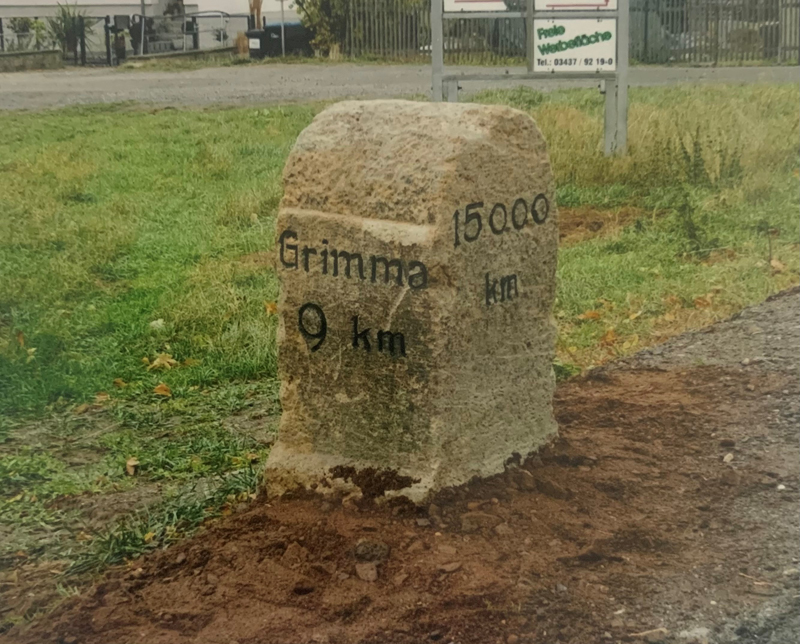 Freie
Werbefläche
Tel.: 03437 / 92 19-0
Grimma
9 km
15000
km